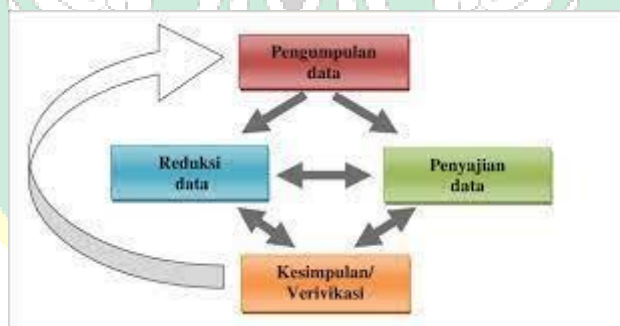 Pengumpulan
data
Reduksi
data
Penyajian
data
Kesimpulan/
Verivikasi